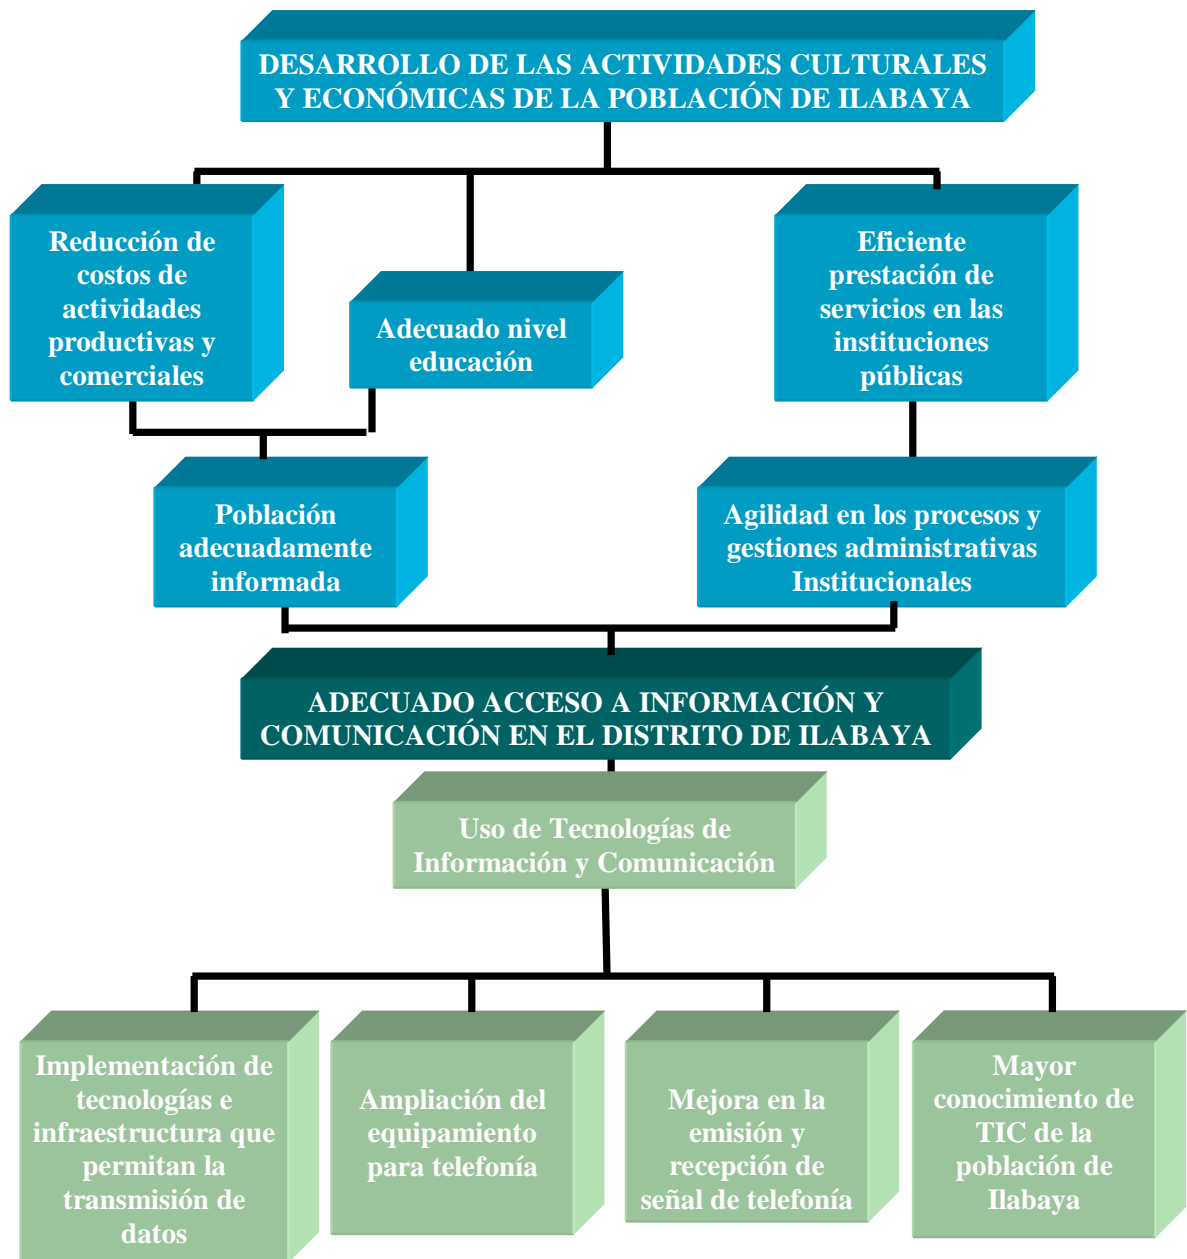 DESARROLLO DE LAS ACTIVIDADES CULTURALES
Y ECONÓMICAS DE LA POBLACIÓN DE ILABAYA
Reducción de
costos de
actividades
productivas y
comerciales
Adecuado nivel
educación
Eficiente
prestación de
servicios en las
instituciones
públicas
Población
adecuadamente
informada
Agilidad en los procesos y
gestiones administrativas
Institucionales
ADECUADO ACCESO A INFORMACIÓN Y
COMUNICACIÓN EN EL DISTRITO DE ILABAYA
Uso de Tecnologías de
Información y Comunicación
Implementación de
tecnologías e
infraestructura que
permitan la
transmisión de
datos
Ampliación del
equipamiento
para telefonía
Mejora en la
emisión y
recepción de
señal de telefonía
Mayor
conocimiento de
TIC de la
población de
Ilabaya